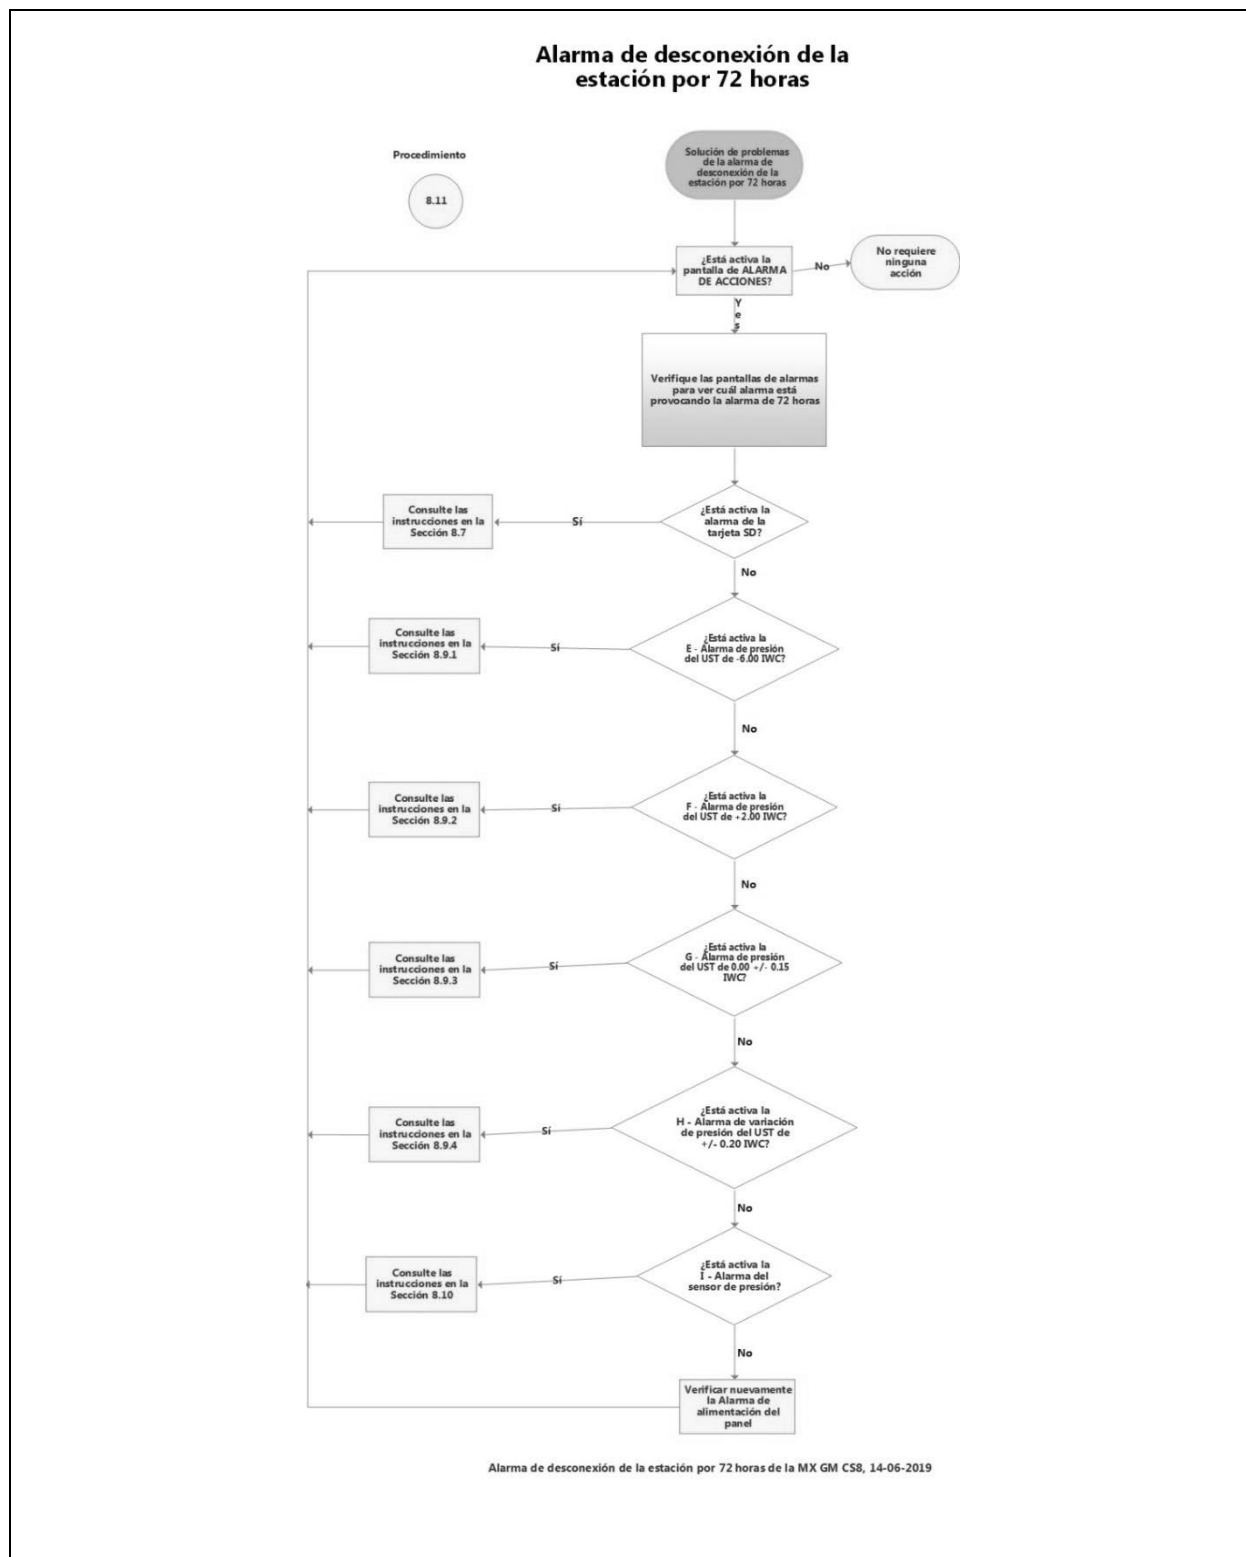 Alarma de desconexión de la
estación por 72 horas
Procedimiento
8.11
Solución de problemas
de la alarma de
desconexión de la
estación por 72 horas
¿Está activa la
pantalla de ALARMA
DE ACCIONES?
No
No requiere
ninguna
acción
Yes
Verifique las pantallas de alarmas
para ver cuál alarma está
provocando la alarma de 72 horas
¿Está activa la
alarma de la
tarjeta SD?
Sí
Consulte las
instrucciones en la
Sección 8.7
No
¿Está activa la
E - Alarma de presión
del UST de -6.00 IWC?
Sí
Consulte las
instrucciones en la
Sección 8.9.1
No
¿Está activa la
F - Alarma de presión
del UST de +2.00 IWC?
Sí
Consulte las
instrucciones en la
Sección 8.9.2
No
¿Está activa la
G - Alarma de presión
del UST de 0.00 +/- 0.15
IWC?
Sí
Consulte las
instrucciones en la
Sección 8.9.3
No
¿Está activa la
H - Alarma de variación
de presión del UST de
+/- 0.20 IWC?
Sí
Consulte las
instrucciones en la
Sección 8.9.4
No
¿Está activa la
I - Alarma del
sensor de presión?
Sí
Consulte las
instrucciones en la
Sección 8.10
No
Verificar nuevamente
la Alarma de
alimentación del
panel
Alarma de desconexión de la estación por 72 horas de la MX GM CS8, 14-06-2019